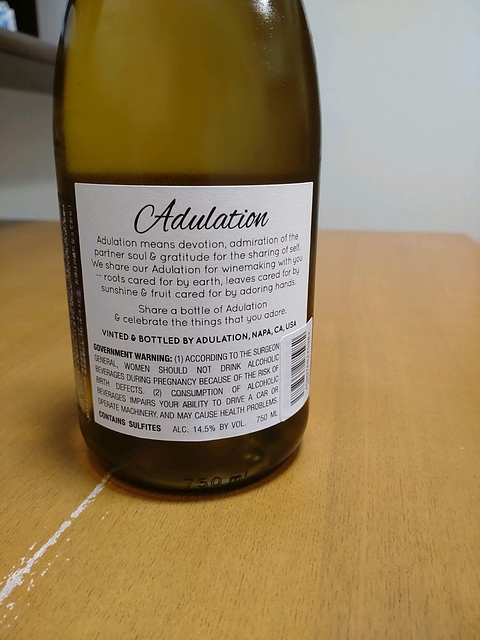 Adulation
Adulation means devotion, admiration of the
partner soul & gratitude for the sharing of self.
We share our Adulation for winemaking with you
—roots cared for by earth, leaves cared for by
sunshine & fruit cared for by adoring hands.
Share a bottle of Adulation
& celebrate the things that you adore.
VINTED & BOTTLED BY ADULATION, NAPA, CA, USA
GOVERNMENT WARNING: (1) ACCORDING TO THE SURGEON
GENERAL, WOMEN SHOULD NOT DRINK ALCOHOLIC
BEVERAGES DURING PREGNANCY BECAUSE OF THE RISK OF
BIRTH DEFECTS. (2) CONSUMPTION OF ALCOHOLIC
BEVERAGES IMPAIRS YOUR ABILITY TO DRIVE A CAR OR
OPERATE MACHINERY, AND MAY CAUSE HEALTH PROBLEMS
CONTAINS SULFITES ALC. 14.5% BY VOL. 750 ML
750 ml